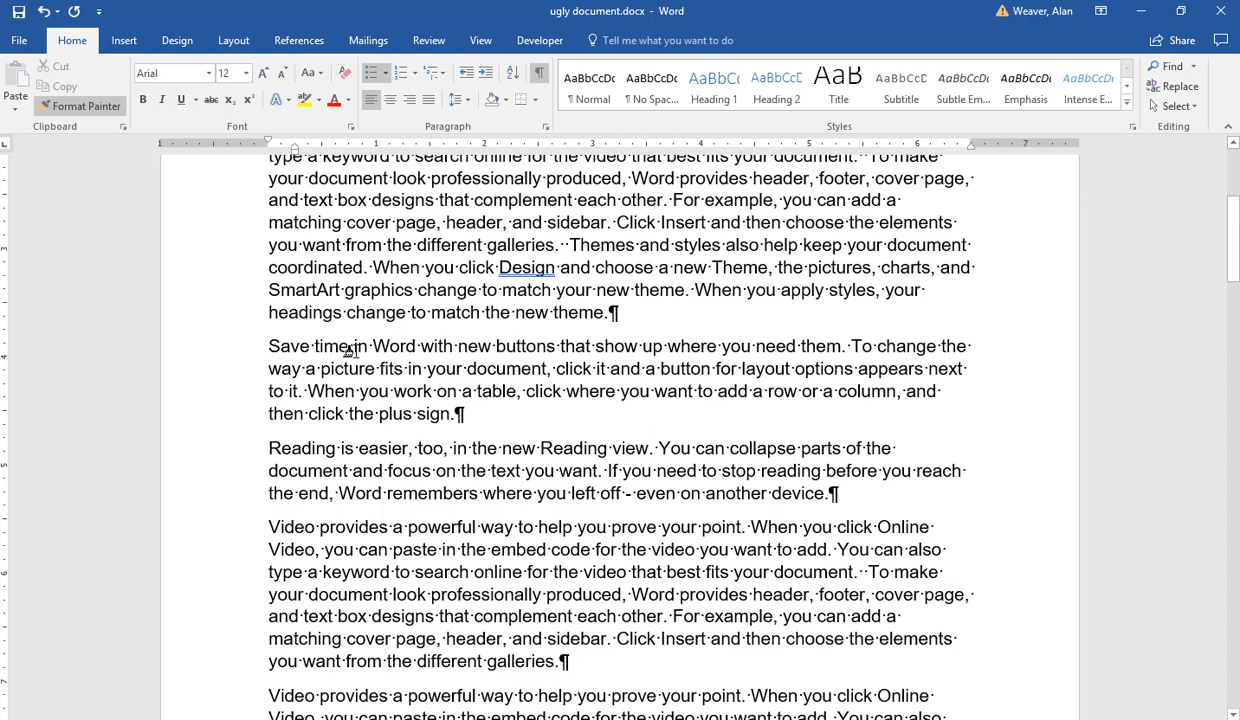 ugly document.docx - Word
Weaver, Alan
File Home Insert Design Layout References Mailings Review View Developer Tell me what you want to do Share
Cut
Copy
Format Painter
Paste
Clipboard
Arial 12 Aa
B I U abc x₂ x² A A
Font
Paragraph
AaBbCcDc AaBbCcDc AaBbC AaBbCcD AaB AaBbCcD AaBbCcDc AaBbCcDc AaBbCcDc
¶ Normal ¶ No Spac... Heading 1 Heading 2 Title Subtitle Subtle Em... Emphasis Intense E...
Styles
Find
Replace
Select
Editing
1 1 2 3 4 5 6 7
3
4
5
6
7
type·a·keyword·to·search·online·for·the·video·that·best·fits·your·document.··To·make·
your·document·look·professionally·produced,·Word·provides·header,·footer,·cover·page,·
and·text·box·designs·that·complement·each·other.·For·example,·you·can·add·a·
matching·cover·page,·header,·and·sidebar.·Click·Insert·and·then·choose·the·elements·
you·want·from·the·different·galleries.··Themes·and·styles·also·help·keep·your·document·
coordinated.·When·you·click·Design·and·choose·a·new·Theme,·the·pictures,·charts,·and·
SmartArt·graphics·change·to·match·your·new·theme.·When·you·apply·styles,·your·
headings·change·to·match·the·new·theme.¶
Save·time·in·Word·with·new·buttons·that·show·up·where·you·need·them.·To·change·the·
way·a·picture·fits·in·your·document,·click·it·and·a·button·for·layout·options·appears·next·
to·it.·When·you·work·on·a·table,·click·where·you·want·to·add·a·row·or·a·column,·and·
then·click·the·plus·sign.¶
Reading·is·easier,·too,·in·the·new·Reading·view.·You·can·collapse·parts·of·the·
document·and·focus·on·the·text·you·want.·If·you·need·to·stop·reading·before·you·reach·
the·end,·Word·remembers·where·you·left·off·-·even·on·another·device.¶
Video·provides·a·powerful·way·to·help·you·prove·your·point.·When·you·click·Online·
Video,·you·can·paste·in·the·embed·code·for·the·video·you·want·to·add.·You·can·also·
type·a·keyword·to·search·online·for·the·video·that·best·fits·your·document.··To·make·
your·document·look·professionally·produced,·Word·provides·header,·footer,·cover·page,·
and·text·box·designs·that·complement·each·other.·For·example,·you·can·add·a·
matching·cover·page,·header,·and·sidebar.·Click·Insert·and·then·choose·the·elements·
you·want·from·the·different·galleries.¶
Video·provides·a·powerful·way·to·help·you·prove·your·point.·When·you·click·Online·
Video,·you·can·paste·in·the·embed·code·for·the·video·you·want·to·add.·You·can·also·